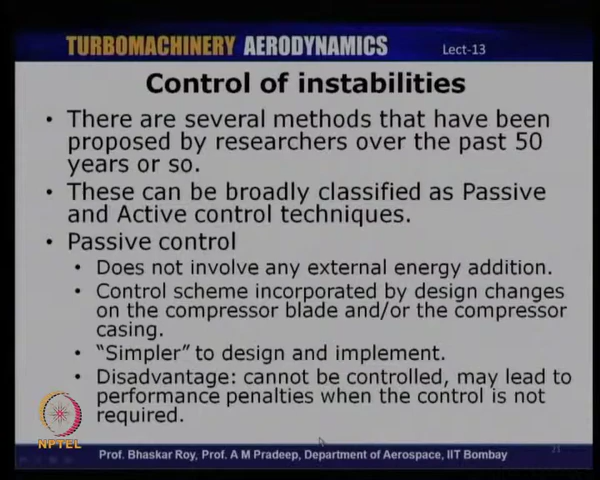 TURBOMACHINERY AERODYNAMICS Lect-13
Control of instabilities
• There are several methods that have been
proposed by researchers over the past 50
years or so.
• These can be broadly classified as Passive
and Active control techniques.
• Passive control
• Does not involve any external energy addition.
• Control scheme incorporated by design changes
on the compressor blade and/or the compressor
casing.
• “Simpler” to design and implement.
• Disadvantage: cannot be controlled, may lead to
performance penalties when the control is not
required.
NPTEL
Prof. Bhaskar Roy, Prof. A M Pradeep, Department of Aerospace, IIT Bombay